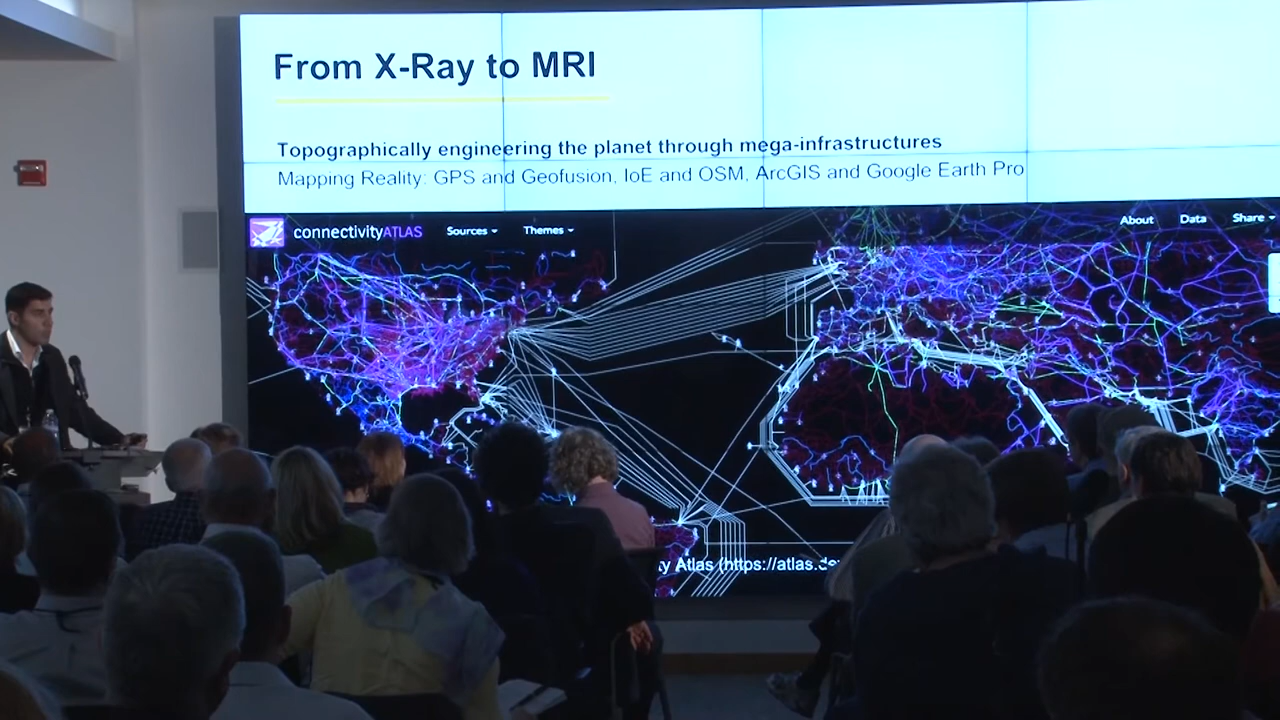 From X-Ray to MRI
Topographically engineering the planet through mega-infrastructures
Mapping Reality: GPS and Geofusion, IoE and OSM, ArcGIS and Google Earth Pro
connectivityATLAS Sources Themes About Data Share
Atlas (https://atlas.de